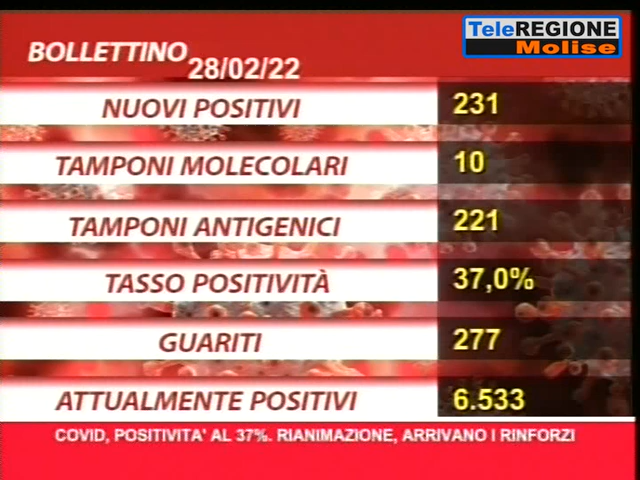 TeleREGIONE
Molise
BOLLETTINO
28/02/22
NUOVI POSITIVI 231
TAMPONI MOLECOLARI 10
TAMPONI ANTIGENICI 221
TASSO POSITIVITÀ 37,0%
GUARITI 277
ATTUALMENTE POSITIVI 6.533
COVID, POSITIVITA' AL 37%. RIANIMAZIONE, ARRIVANO I RINFORZI